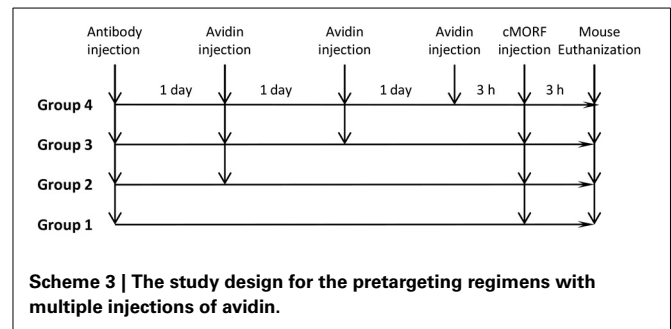 Antibody injection
Avidin injection
Avidin injection
Avidin injection
cMORF injection
Mouse Euthanization
1 day
1 day
1 day
3 h
3 h
Group 4
Group 3
Group 2
Group 1
Scheme 3 | The study design for the pretargeting regimens with
multiple injections of avidin.